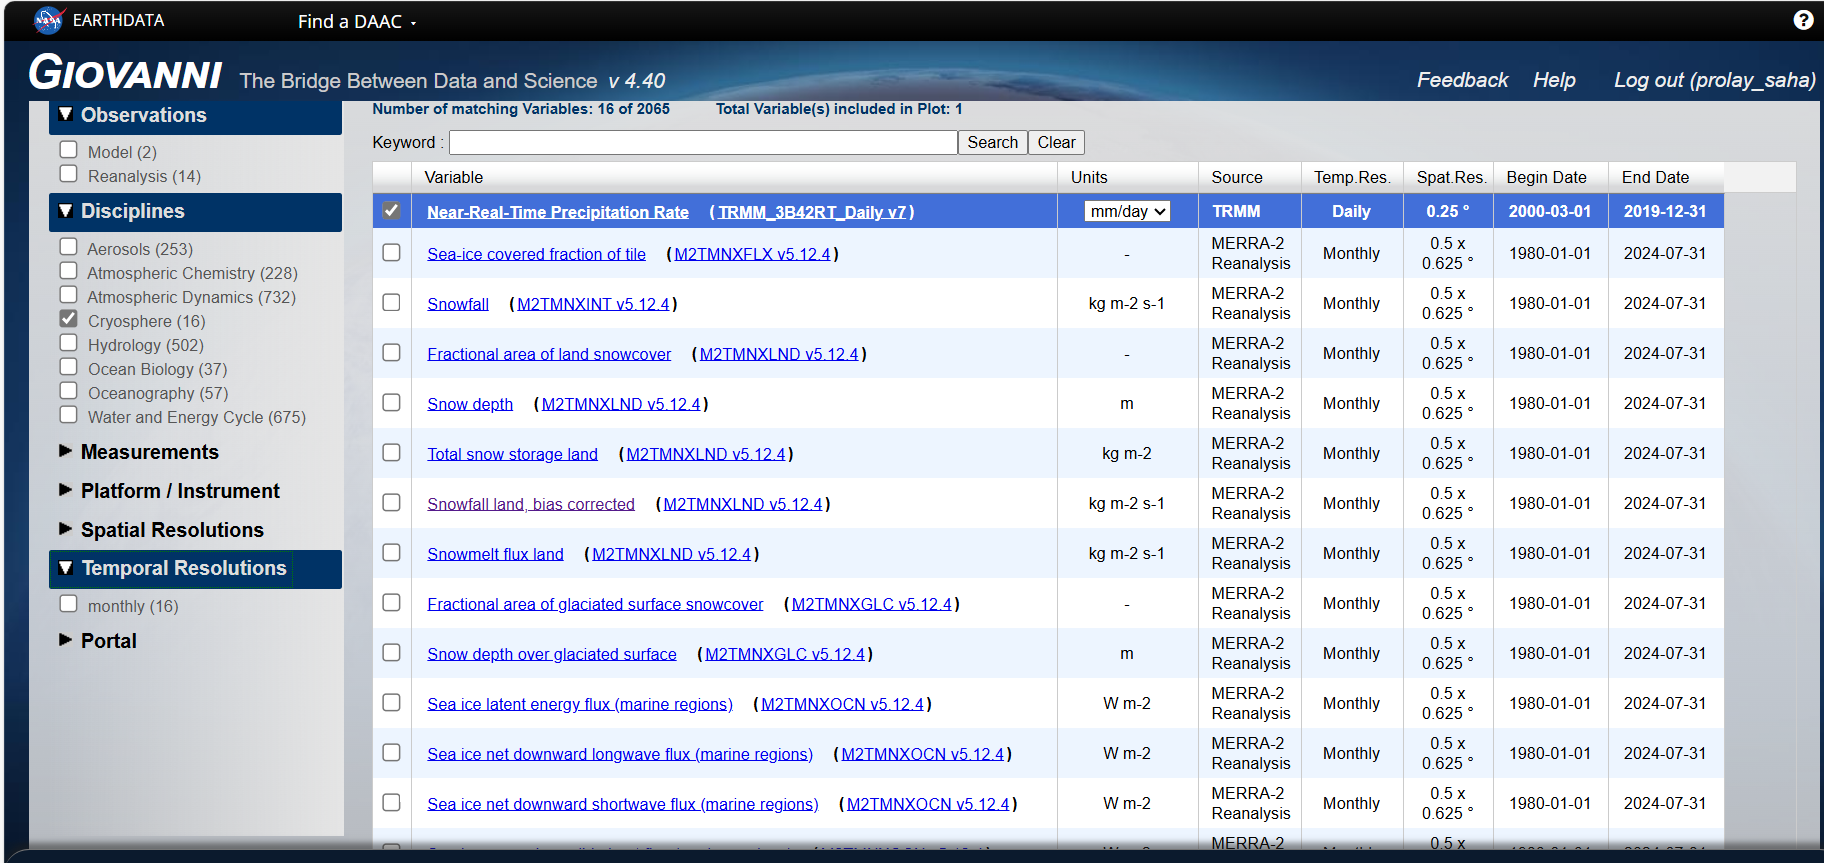 NASA EARTHDATA Find a DAAC ?
GIOVANNI The Bridge Between Data and Science v 4.40 Feedback Help Log out (prolay_saha)
Observations
Model (2)
Reanalysis (14)
Disciplines
Aerosols (253)
Atmospheric Chemistry (228)
Atmospheric Dynamics (732)
Cryosphere (16)
Hydrology (502)
Ocean Biology (37)
Oceanography (57)
Water and Energy Cycle (675)
Measurements
Platform / Instrument
Spatial Resolutions
Temporal Resolutions
monthly (16)
Portal
Number of matching Variables: 16 of 2065 Total Variable(s) included in Plot: 1
Keyword : Search Clear
Variable Units Source Temp.Res. Spat.Res. Begin Date End Date
Near-Real-Time Precipitation Rate (TRMM_3B42RT_Daily v7) mm/day TRMM Daily 0.25 ° 2000-03-01 2019-12-31
Sea-ice covered fraction of tile (M2TMNXFLX v5.12.4) - MERRA-2 Reanalysis Monthly 0.5 x 0.625 ° 1980-01-01 2024-07-31
Snowfall (M2TMNXINT v5.12.4) kg m-2 s-1 MERRA-2 Reanalysis Monthly 0.5 x 0.625 ° 1980-01-01 2024-07-31
Fractional area of land snowcover (M2TMNXLND v5.12.4) - MERRA-2 Reanalysis Monthly 0.5 x 0.625 ° 1980-01-01 2024-07-31
Snow depth (M2TMNXLND v5.12.4) m MERRA-2 Reanalysis Monthly 0.5 x 0.625 ° 1980-01-01 2024-07-31
Total snow storage land (M2TMNXLND v5.12.4) kg m-2 MERRA-2 Reanalysis Monthly 0.5 x 0.625 ° 1980-01-01 2024-07-31
Snowfall land, bias corrected (M2TMNXLND v5.12.4) kg m-2 s-1 MERRA-2 Reanalysis Monthly 0.5 x 0.625 ° 1980-01-01 2024-07-31
Snowmelt flux land (M2TMNXLND v5.12.4) kg m-2 s-1 MERRA-2 Reanalysis Monthly 0.5 x 0.625 ° 1980-01-01 2024-07-31
Fractional area of glaciated surface snowcover (M2TMNXGLC v5.12.4) - MERRA-2 Reanalysis Monthly 0.5 x 0.625 ° 1980-01-01 2024-07-31
Snow depth over glaciated surface (M2TMNXGLC v5.12.4) m MERRA-2 Reanalysis Monthly 0.5 x 0.625 ° 1980-01-01 2024-07-31
Sea ice latent energy flux (marine regions) (M2TMNXOCN v5.12.4) W m-2 MERRA-2 Reanalysis Monthly 0.5 x 0.625 ° 1980-01-01 2024-07-31
Sea ice net downward longwave flux (marine regions) (M2TMNXOCN v5.12.4) W m-2 MERRA-2 Reanalysis Monthly 0.5 x 0.625 ° 1980-01-01 2024-07-31
Sea ice net downward shortwave flux (marine regions) (M2TMNXOCN v5.12.4) W m-2 MERRA-2 Reanalysis Monthly 0.5 x 0.625 ° 1980-01-01 2024-07-31
MERRA-2 0.5 x